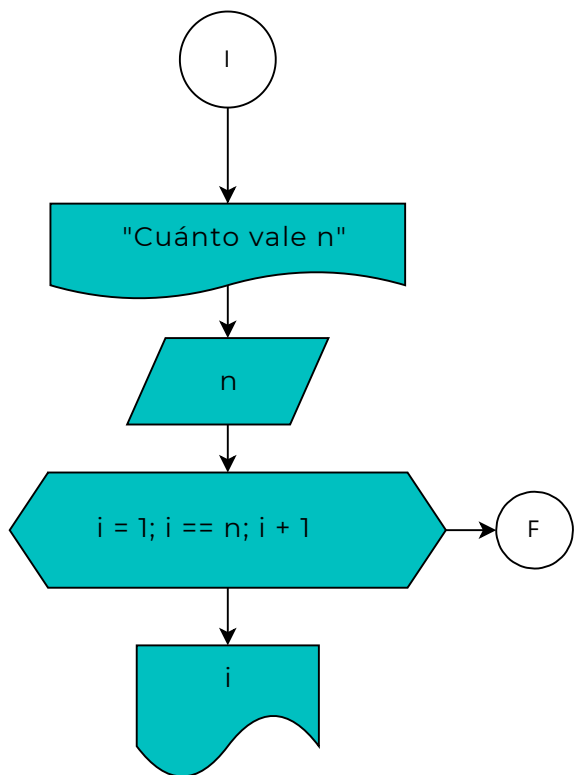 I
"Cuánto vale n"
n
i = 1; i == n; i + 1
F
i